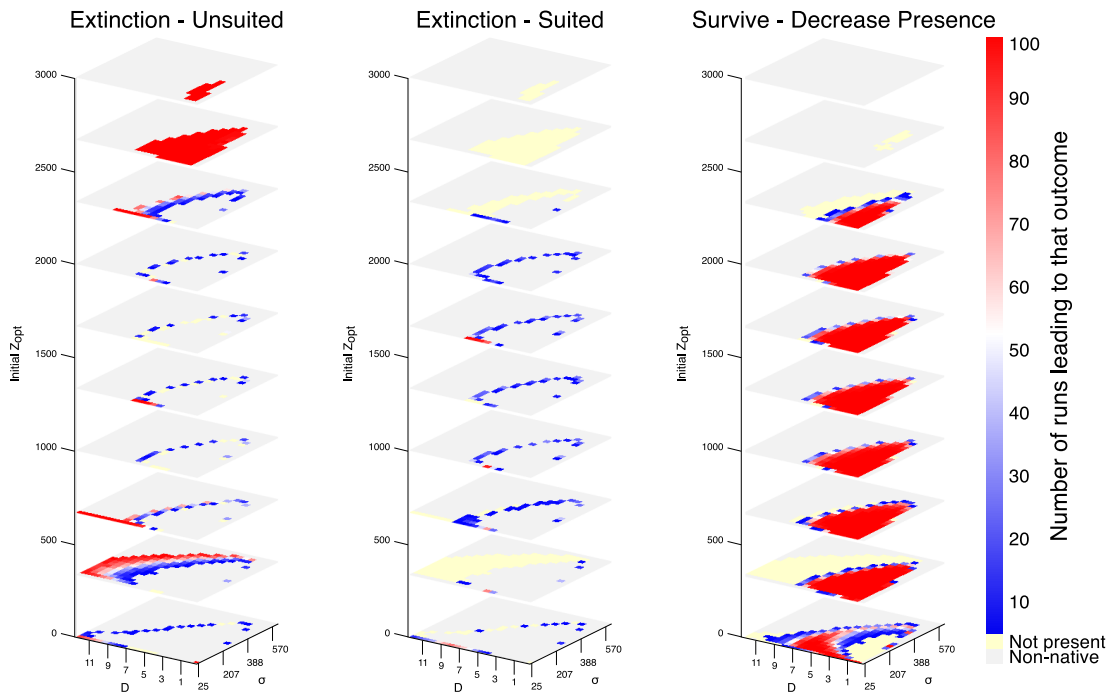 Extinction - Unsuited
Extinction - Suited
Survive - Decrease Presence
3000
2500
2000
1500
1000
500
0
Initial Zopt
11 9 7 5 3 1
D
25 207 388 570
σ
3000
2500
2000
1500
1000
500
0
Initial Zopt
11 9 7 5 3 1
D
25 207 388 570
σ
3000
2500
2000
1500
1000
500
0
Initial Zopt
11 9 7 5 3 1
D
25 207 388 570
σ
100
90
80
70
60
50
40
30
20
10
Not present
Non-native
Number of runs leading to that outcome